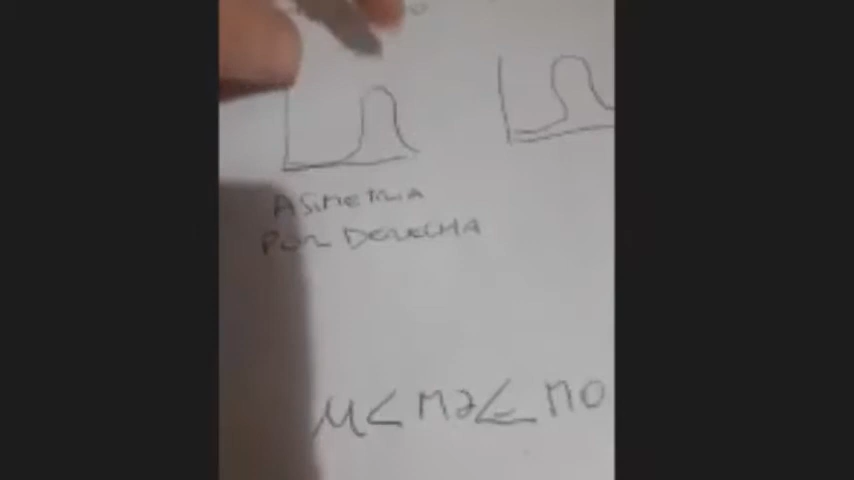 ASIMETRIA
POR DERECHA
μ < Md ≤ MO